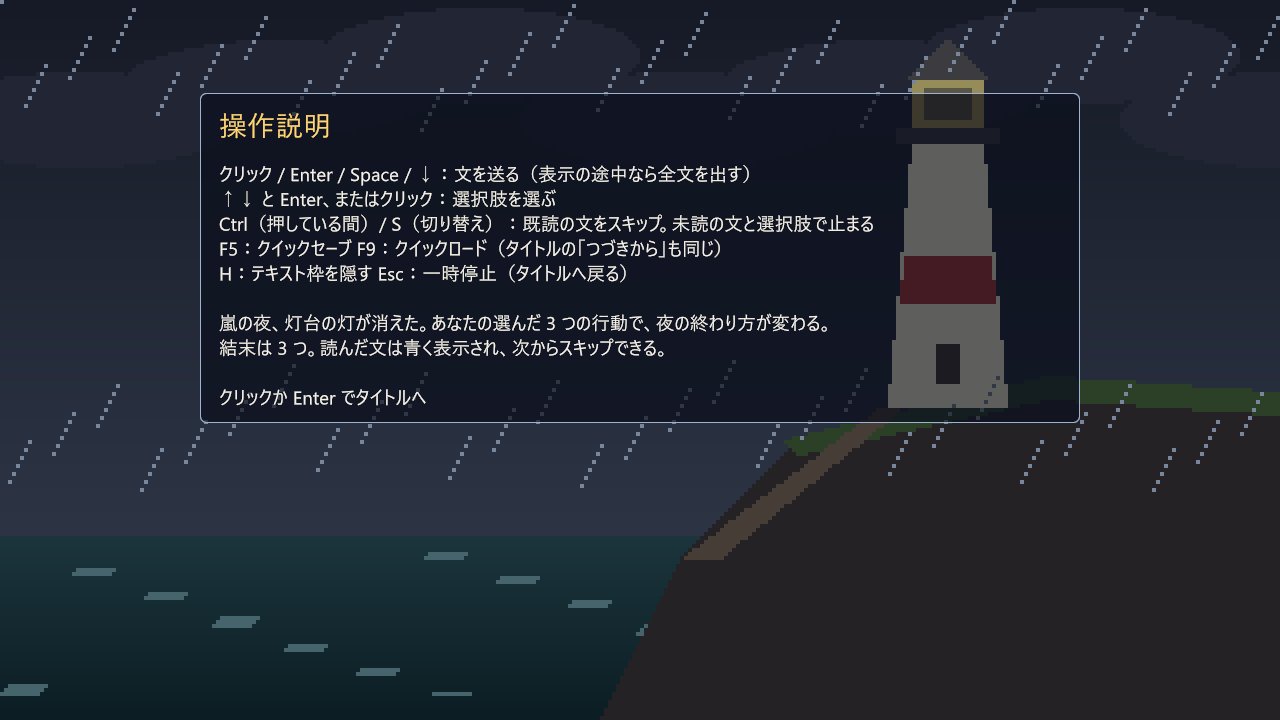 操作説明
クリック / Enter / Space / ↓：文を送る（表示の途中なら全文を出す）
↑↓ と Enter、またはクリック：選択肢を選ぶ
Ctrl（押している間）/ S（切り替え）：既読の文をスキップ。未読の文と選択肢で止まる
F5：クイックセーブ F9：クイックロード（タイトルの「つづきから」も同じ）
H：テキスト枠を隠す Esc：一時停止（タイトルへ戻る）
嵐の夜、灯台の灯が消えた。あなたの選んだ 3 つの行動で、夜の終わり方が変わる。
結末は 3 つ。読んだ文は青く表示され、次からスキップできる。
クリックか Enter でタイトルへ